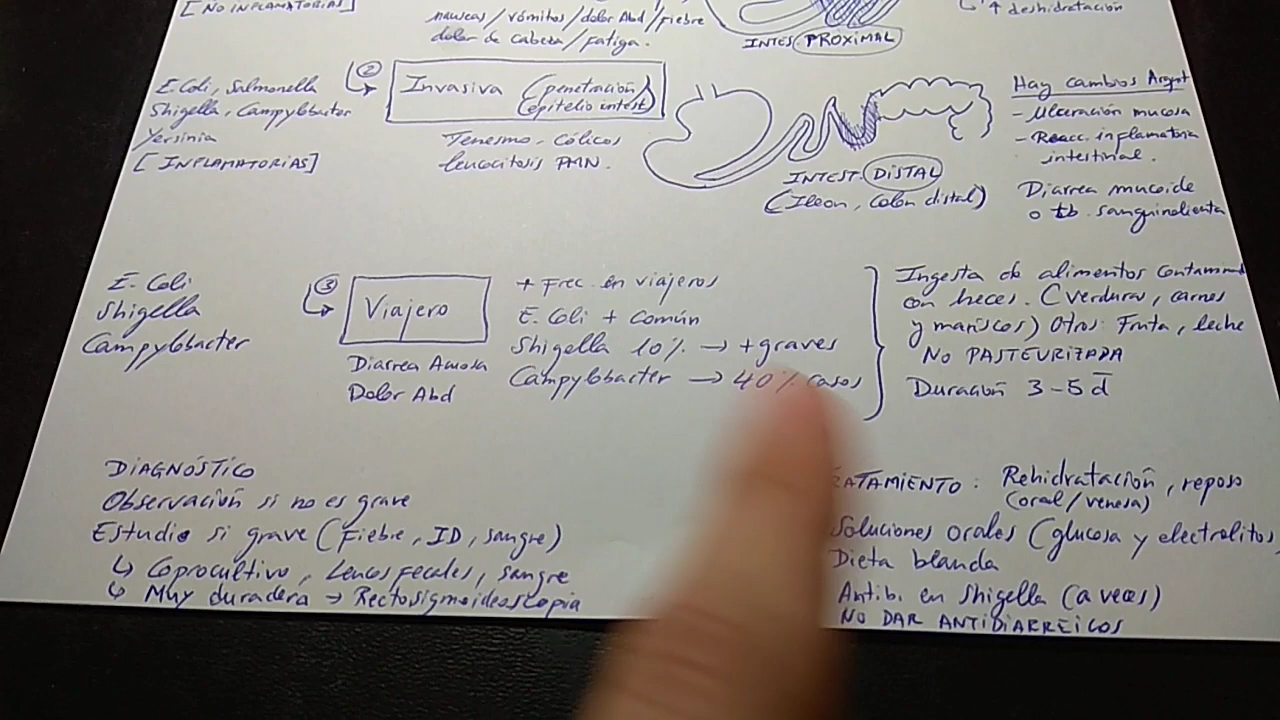 [NO INFLAMATORIAS]
nauseas / vómitos / dolor Abd / fiebre
dolor de cabeza / fatiga.
INTES. PROXIMAL
↑ deshidratación
E. Coli, Salmonella
Shigella, Campylobacter
Yersinia
[INFLAMATORIAS]
② Invasiva (penetración
epitelio intest)
Tenesmo. Cólicos
leucocitosis PMN.
INTEST. DISTAL
(Ileon, Colon distal)
Hay cambios
- Ulceración mucosa
- Reacc. inflamatoria
intestinal.
Diarrea mucoide
o tb. sanguinolienta
E. Coli
Shigella
Campylobacter
③ Viajero
Diarrea Acuosa
Dolor Abd
+ Frec. en viajeros
E. Coli + común
Shigella 10% → + graves
Campylobacter → 40% casos
Ingesta de alimentos contamin
con heces. (verduras, carnes
y mariscos) Otros: Fruta, leche
NO PASTEURIZADA
Duración 3-5 d
DIAGNÓSTICO
Observación si no es grave
Estudio si grave (Fiebre, ID, sangre)
↳ Coprocultivo, Leucos fecales, sangre
↳ Muy duradera → Rectosigmoideoscopia
RATAMIENTO: Rehidratación, reposo
(oral/venosa)
Soluciones orales (glucosa y electrolitos
Dieta blanda
Antib. en Shigella (a veces)
NO DAR ANTIDIARREICOS